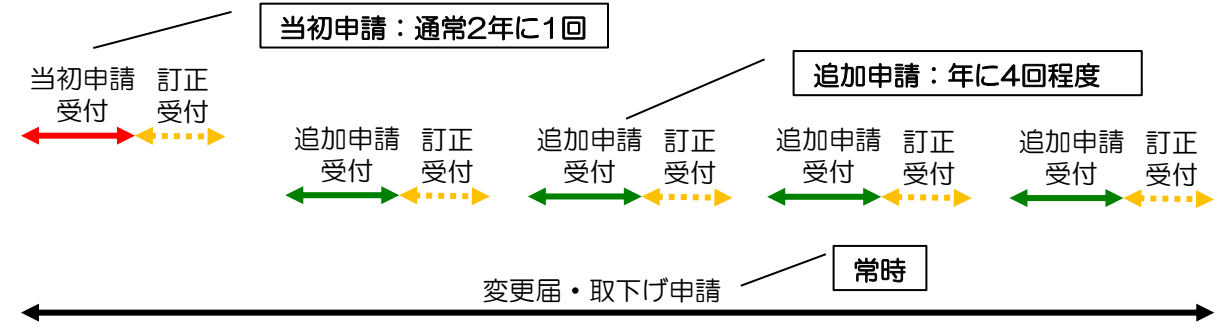 当初申請：通常2年に1回
当初申請
受付
訂正
受付
追加申請：年に4回程度
追加申請
受付
訂正
受付
追加申請
受付
訂正
受付
追加申請
受付
訂正
受付
追加申請
受付
訂正
受付
常時
変更届・取下げ申請